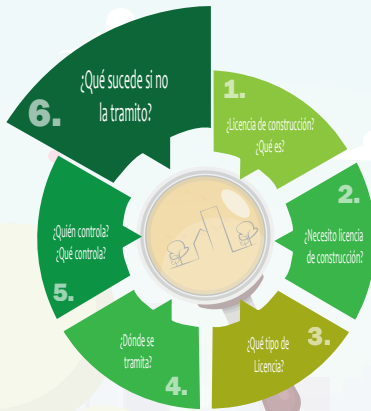 1.
¿Licencia de construcción?
¿Qué es?
2.
¿Necesito licencia
de construcción?
3.
¿Qué tipo de
Licencia?
4.
¿Dónde se
tramita?
5.
¿Quién controla?
¿Qué controla?
6.
¿Qué sucede si no
la tramito?